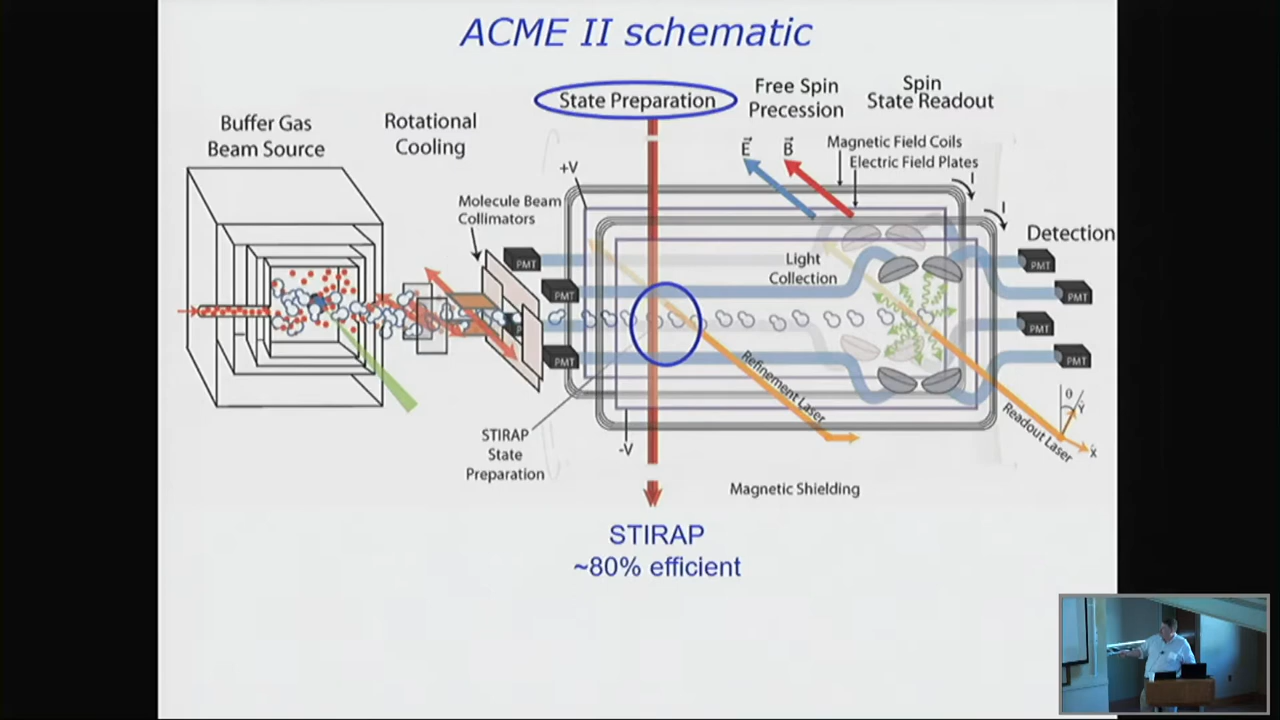 ACME II schematic
Buffer Gas
Beam Source
Rotational
Cooling
State Preparation
Free Spin
Precession
Spin
State Readout
Molecule Beam
Collimators
+V
E
B
Magnetic Field Coils
Electric Field Plates
I
I
Light
Collection
Detection
PMT
PMT
PMT
PMT
PMT
PMT
PMT
Refinement Laser
Readout Laser
θ
Y
X
STIRAP
State
Preparation
-V
Magnetic Shielding
STIRAP
~80% efficient